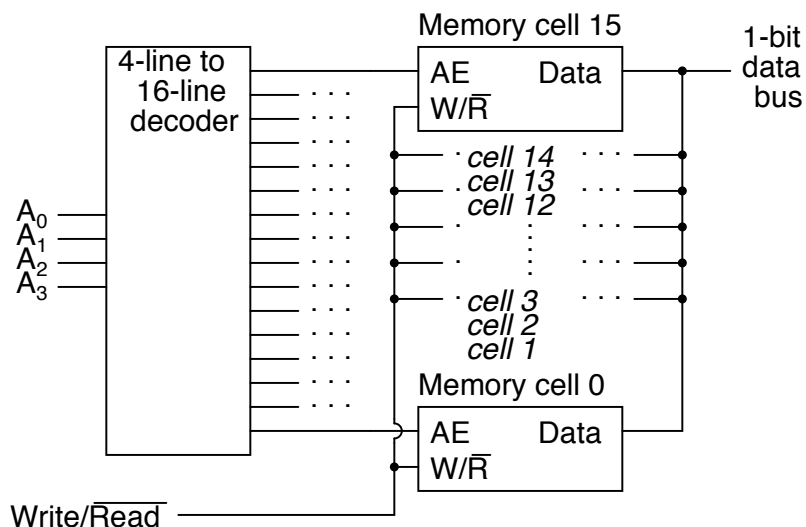 Memory cell 15
1-bit
data
bus
4-line to
16-line
decoder
AE Data
W/R̅
cell 14
cell 13
cell 12
A₀
A₁
A₂
A₃
cell 3
cell 2
cell 1
Memory cell 0
AE Data
W/R̅
Write/R̅e̅a̅d̅